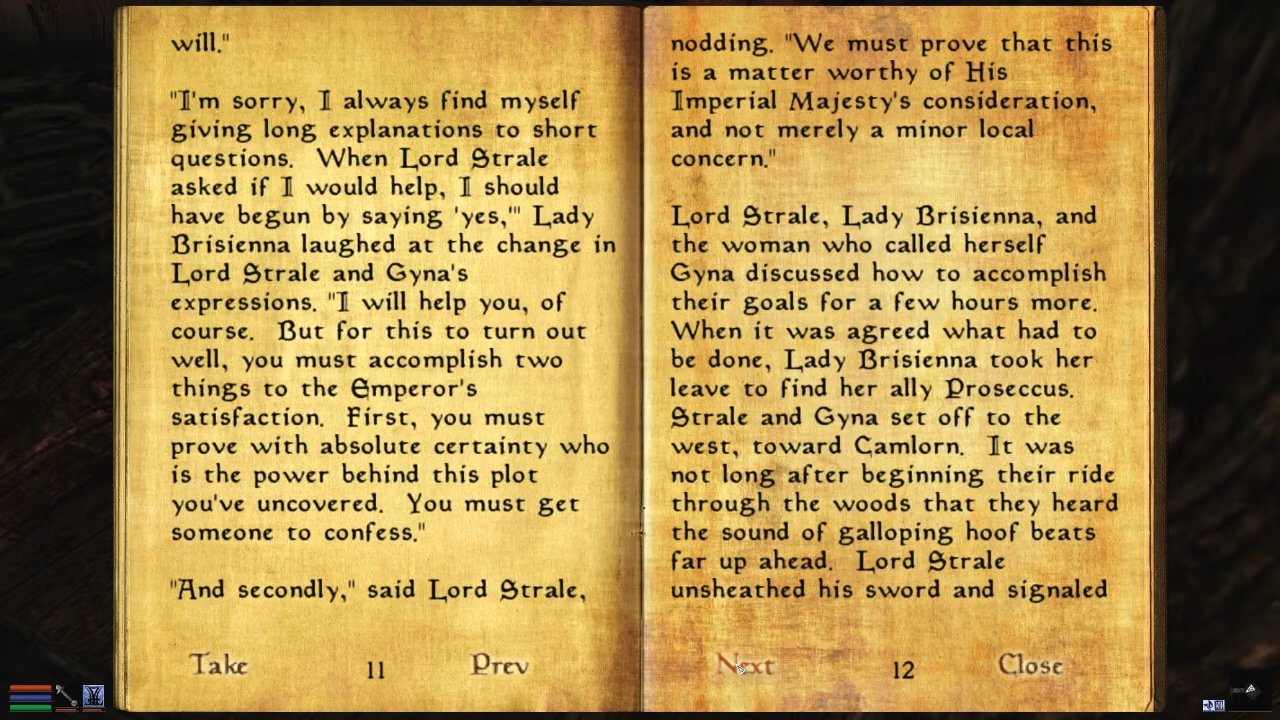 will."
"I'm sorry, I always find myself
giving long explanations to short
questions.  When Lord Strale
asked if I would help, I should
have begun by saying 'yes,'" Lady
Brisienna laughed at the change in
Lord Strale and Gyna's
expressions. "I will help you, of
course.  But for this to turn out
well, you must accomplish two
things to the Emperor's
satisfaction.  First, you must
prove with absolute certainty who
is the power behind this plot
you've uncovered.  You must get
someone to confess."
"And secondly," said Lord Strale,
nodding. "We must prove that this
is a matter worthy of His
Imperial Majesty's consideration,
and not merely a minor local
concern."
Lord Strale, Lady Brisienna, and
the woman who called herself
Gyna discussed how to accomplish
their goals for a few hours more.
When it was agreed what had to
be done, Lady Brisienna took her
leave to find her ally Proseccus.
Strale and Gyna set off to the
west, toward Camlorn.  It was
not long after beginning their ride
through the woods that they heard
the sound of galloping hoof beats
far up ahead.  Lord Strale
unsheathed his sword and signaled
Take 11 Prev Next 12 Close